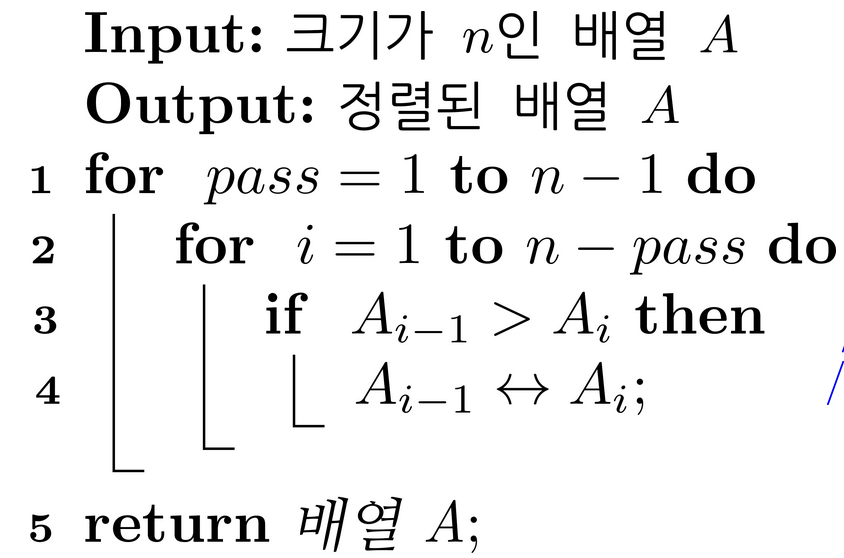 Input: 크기가 n인 배열 A
Output: 정렬된 배열 A
1 for pass = 1 to n − 1 do
2 for i = 1 to n − pass do
3 if A_{i−1} > A_i then
4 A_{i−1} ↔ A_i;
5 return 배열 A;